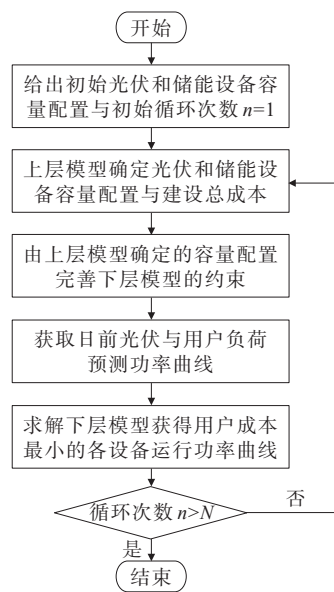 开始
给出初始光伏和储能设备容
量配置与初始循环次数 n=1
上层模型确定光伏和储能设
备容量配置与建设总成本
由上层模型确定的容量配置
完善下层模型的约束
获取日前光伏与用户负荷
预测功率曲线
求解下层模型获得用户成本
最小的各设备运行功率曲线
循环次数 n>N
否
是
结束